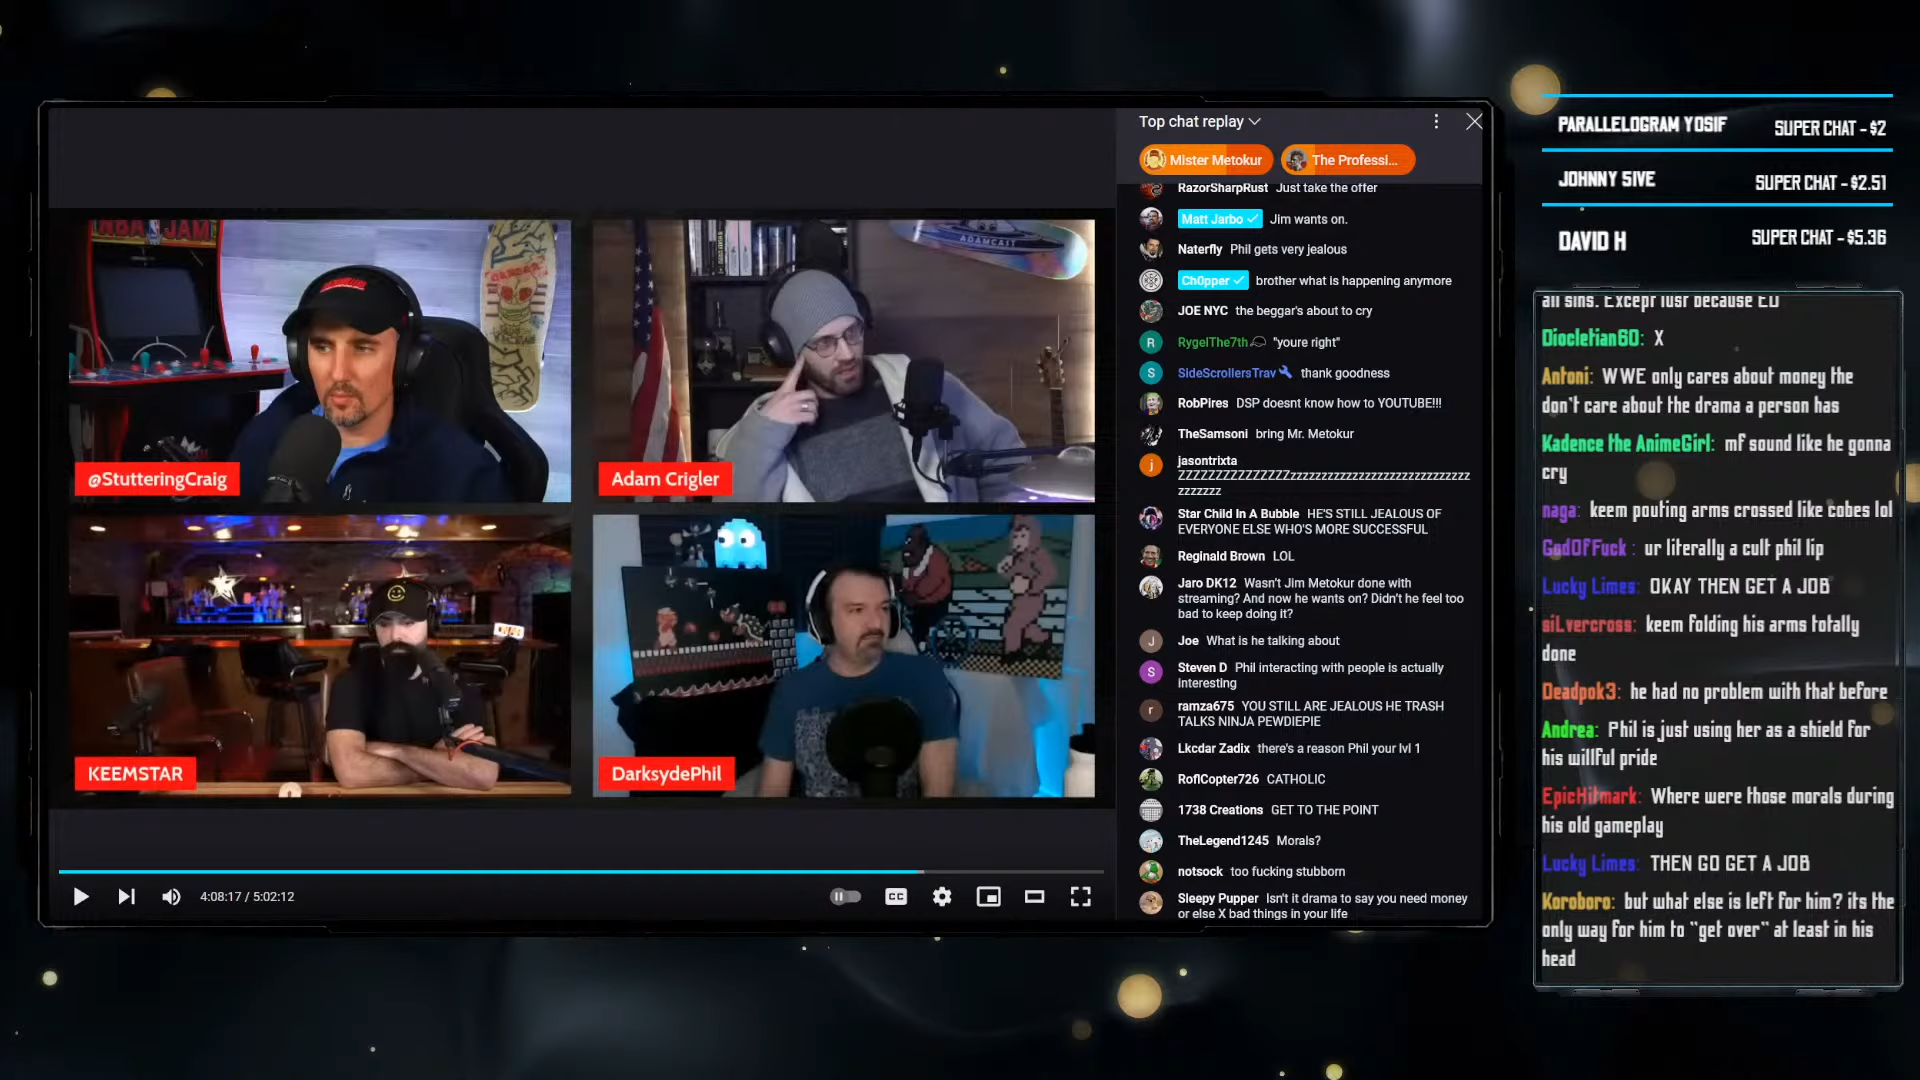 NBA JAM
@StutteringCraig
ADAMCAIT
Adam Crigler
KEEMSTAR
DarksydePhil
4:08:17 / 5:02:12
CC
Top chat replay
Mister Metokur
The Professi...
RazorSharpRust Just take the offer
Matt Jarbo Jim wants on.
Naterfly Phil gets very jealous
Ch0pper brother what is happening anymore
JOE NYC the beggar's about to cry
R RygelThe7th "youre right"
S SideScrollersTrav thank goodness
RobPires DSP doesnt know how to YOUTUBE!!!
TheSamsoni bring Mr. Metokur
j jasontrixta
ZZZZZZZZZZZZZZZzzzzzzzzzzzzzzzzzzzzzzzzzzzz
zzzzzzz
Star Child In A Bubble HE'S STILL JEALOUS OF
EVERYONE ELSE WHO'S MORE SUCCESSFUL
Reginald Brown LOL
Jaro DK12 Wasn't Jim Metokur done with
streaming? And now he wants on? Didn't he feel too
bad to keep doing it?
J Joe What is he talking about
S Steven D Phil interacting with people is actually
interesting
r ramza675 YOU STILL ARE JEALOUS HE TRASH
TALKS NINJA PEWDIEPIE
Lkcdar Zadix there's a reason Phil your lvl 1
RoflCopter726 CATHOLIC
1738 Creations GET TO THE POINT
TheLegend1245 Morals?
notsock too fucking stubborn
Sleepy Pupper Isn't it drama to say you need money
or else X bad things in your life
PARALLELOGRAM YOSIF SUPER CHAT - $2
JOHNNY 5IVE SUPER CHAT - $2.51
DAVID H SUPER CHAT - $5.36
all sins. Except lust because ED
Diocletian60: X
Antoni: WWE only cares about money the
don't care about the drama a person has
Kadence the AnimeGirl: mf sound like he gonna
cry
naga: keem pouting arms crossed like cobes lol
GodOfFuck : ur literally a cult phil lip
Lucky Limes: OKAY THEN GET A JOB
siLvercross: keem folding his arms totally
done
Deadpok3: he had no problem with that before
Andrea: Phil is just using her as a shield for
his willful pride
EpicHitmark: Where were those morals during
his old gameplay
Lucky Limes: THEN GO GET A JOB
Koroboro: but what else is left for him? its the
only way for him to "get over" at least in his
head